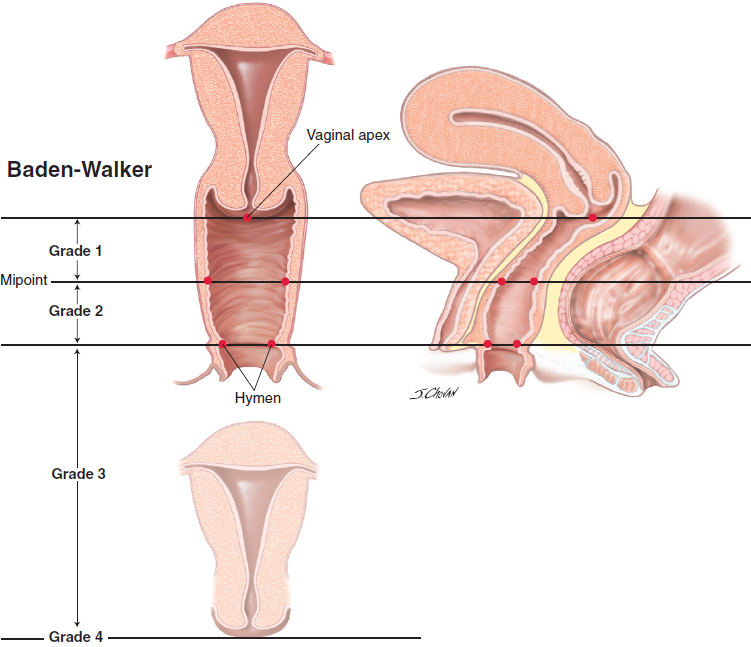 Vaginal apex
Baden-Walker
Grade 1
Mipoint
Grade 2
Hymen
J.CHOVAN
Grade 3
Grade 4